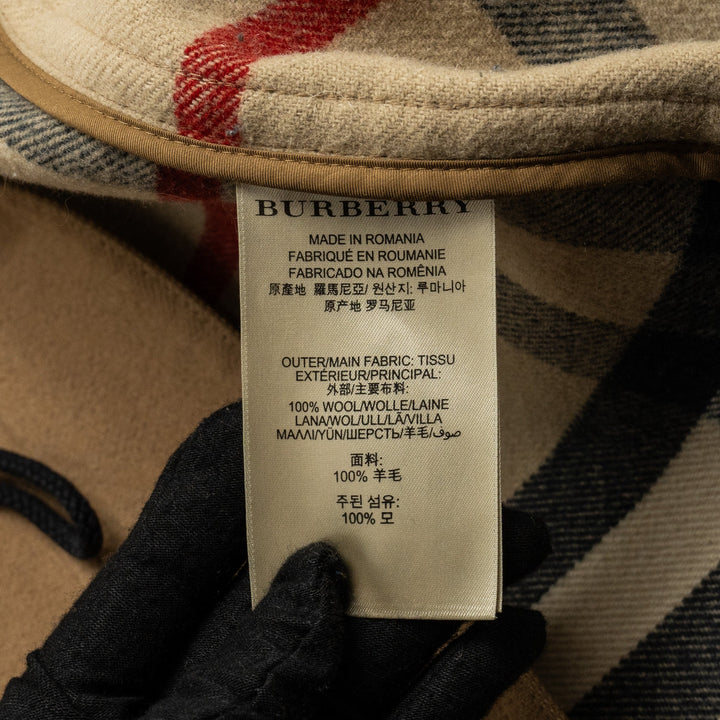 BURBERRY
MADE IN ROMANIA
FABRIQUÉ EN ROUMANIE
FABRICADO NA ROMÊNIA
原產地 羅馬尼亞/ 원산지: 루마니아
原产地 罗马尼亚
OUTER/MAIN FABRIC: TISSU
EXTÉRIEUR/PRINCIPAL:
外部/主要布料:
100% WOOL/WOLLE/LAINE
LANA/WOL/ULL/LÃ/VILLA
ΜΑΛΛΙ/YÜN/ШЕРСТЬ/羊毛/صوف
面料:
100% 羊毛
주된 섬유:
100% 모